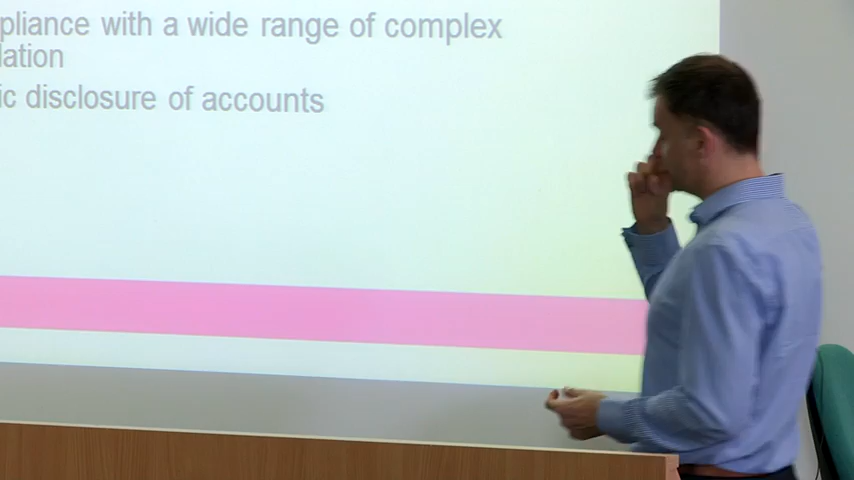 pliance with a wide range of complex
lation
ic disclosure of accounts